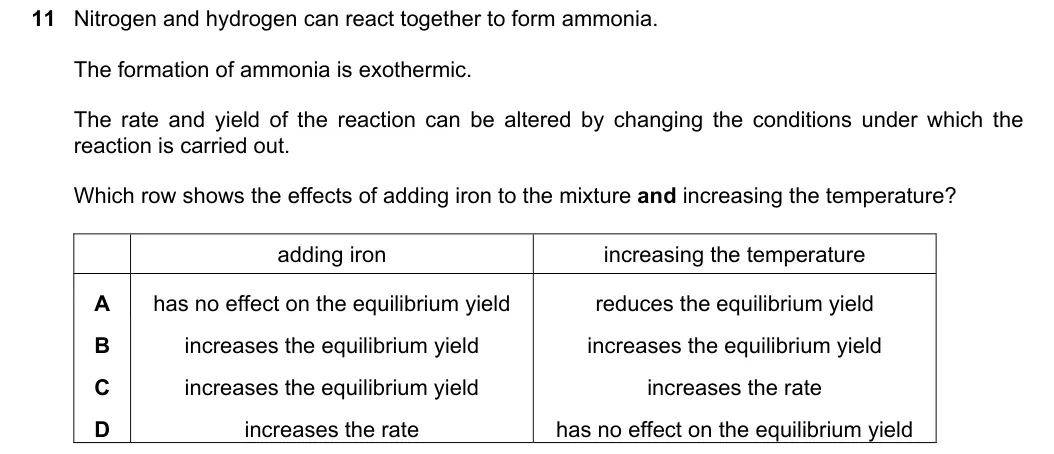 11 Nitrogen and hydrogen can react together to form ammonia.
The formation of ammonia is exothermic.
The rate and yield of the reaction can be altered by changing the conditions under which the
reaction is carried out.
Which row shows the effects of adding iron to the mixture and increasing the temperature?
adding iron increasing the temperature
A has no effect on the equilibrium yield reduces the equilibrium yield
B increases the equilibrium yield increases the equilibrium yield
C increases the equilibrium yield increases the rate
D increases the rate has no effect on the equilibrium yield